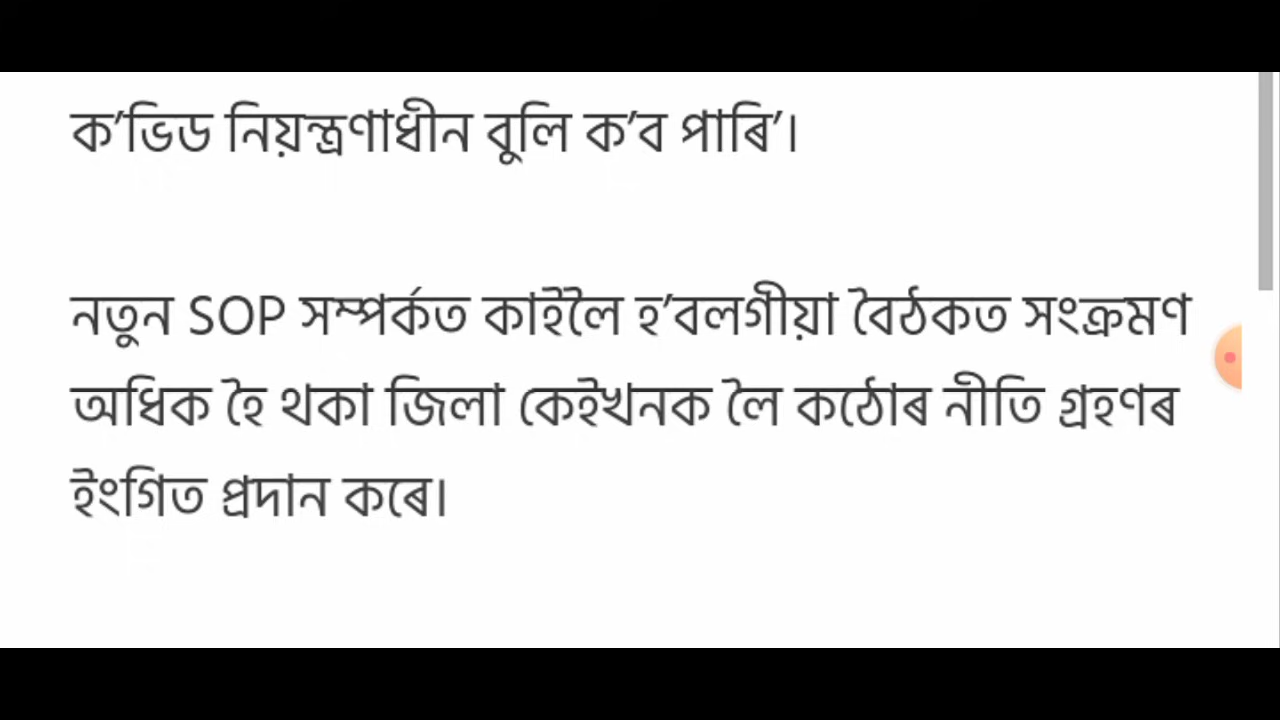 ক’ভিড নিয়ন্ত্ৰণাধীন বুলি ক’ব পাৰি’।
নতুন SOP সম্পৰ্কত কাইলৈ হ’বলগীয়া বৈঠকত সংক্ৰমণ
অধিক হৈ থকা জিলা কেইখনক লৈ কঠোৰ নীতি গ্ৰহণৰ
ইংগিত প্ৰদান কৰে।